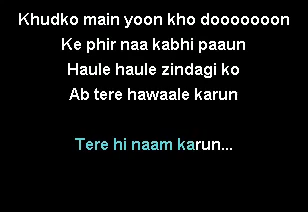 Khudko main yoon kho dooooooon
Ke phir naa kabhi paaun
Haule haule zindagi ko
Ab tere hawaale karun
Tere hi naam karun...